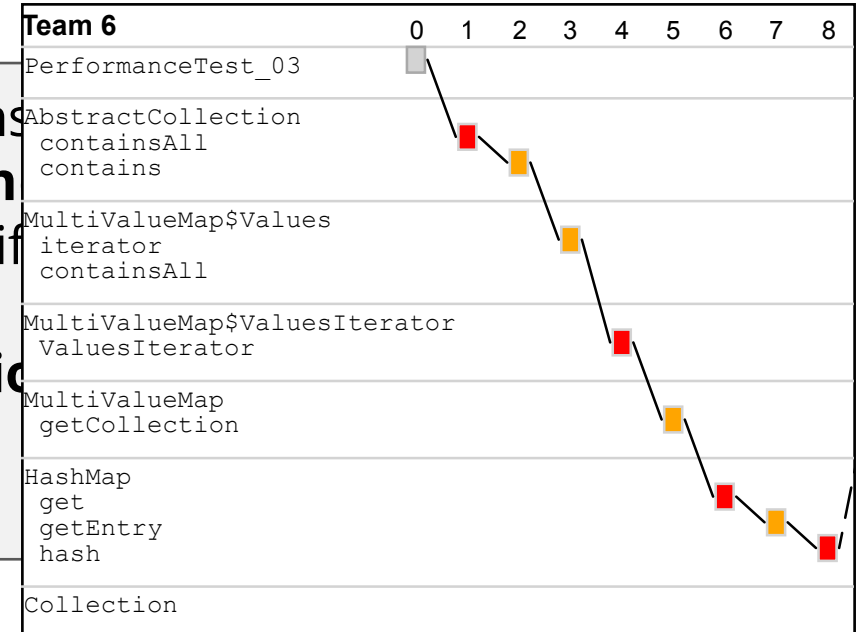 Team 6
0 1 2 3 4 5 6 7 8
PerformanceTest_03
AbstractCollection
containsAll
contains
MultiValueMap$Values
iterator
containsAll
MultiValueMap$ValuesIterator
ValuesIterator
MultiValueMap
getCollection
HashMap
get
getEntry
hash
Collection